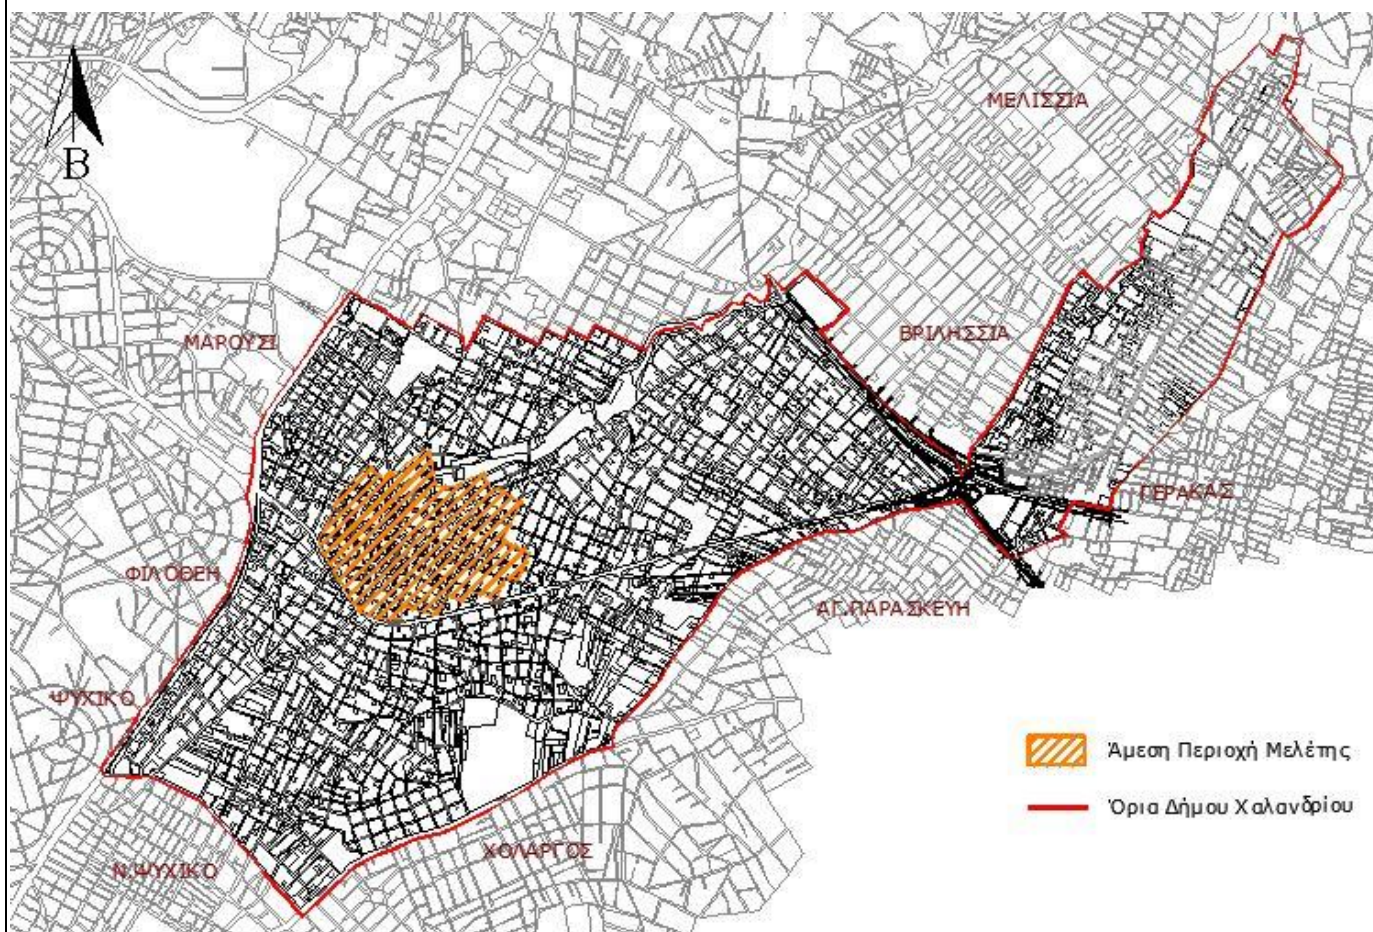 ΜΕΛΙΣΣΙΑ
Β
ΒΡΙΛΗΣΣΙΑ
ΜΑΡΟΥΣΙ
ΓΕΡΑΚΑΣ
ΦΙΛΟΘΕΗ
ΑΓ.ΠΑΡΑΣΚΕΥΗ
ΨΥΧΙΚΟ
Άμεση Περιοχή Μελέτης
Όρια Δήμου Χαλανδρίου
ΧΟΛΑΡΓΟΣ
Ν.ΨΥΧΙΚΟ